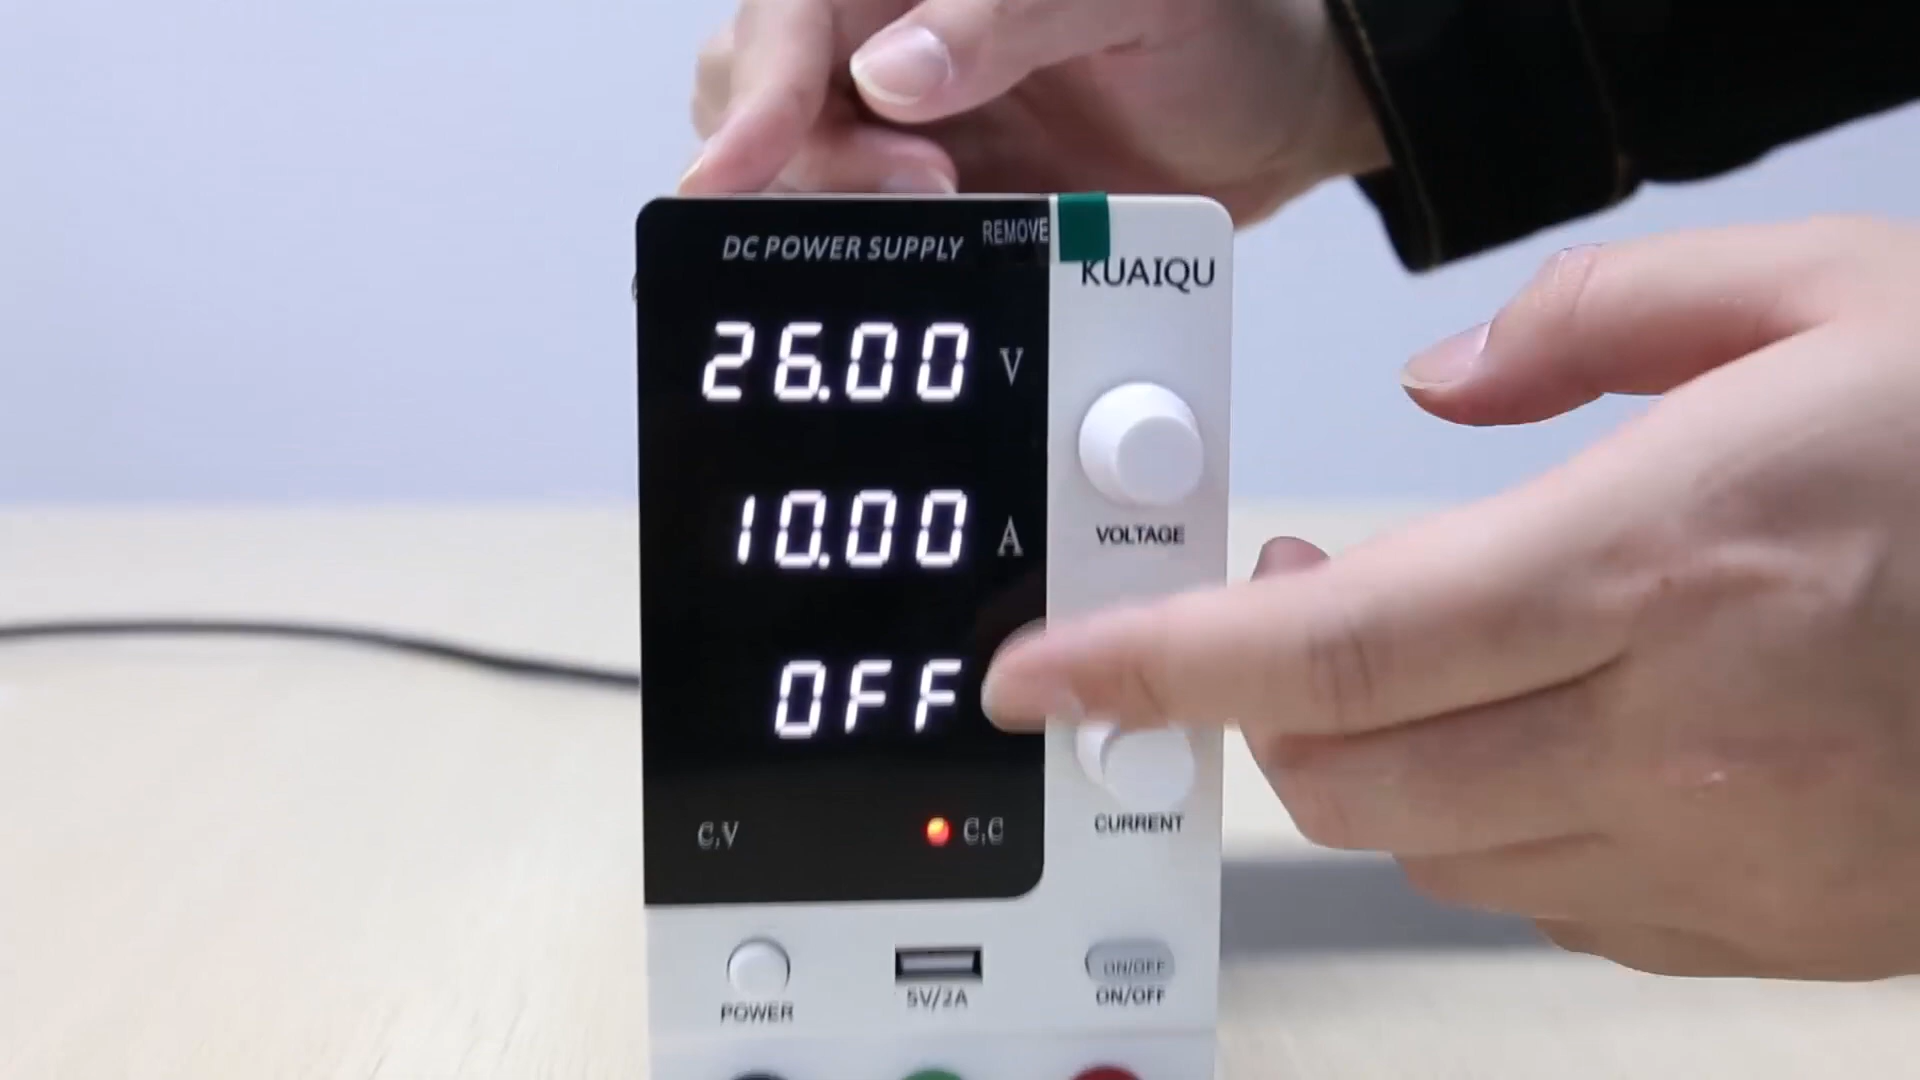 DC POWER SUPPLY
REMOVE
KUAIQU
26.00 V
10.00 A
OFF
VOLTAGE
C.V
C.C
CURRENT
POWER
5V/2A
ON/OFF
ON/OFF